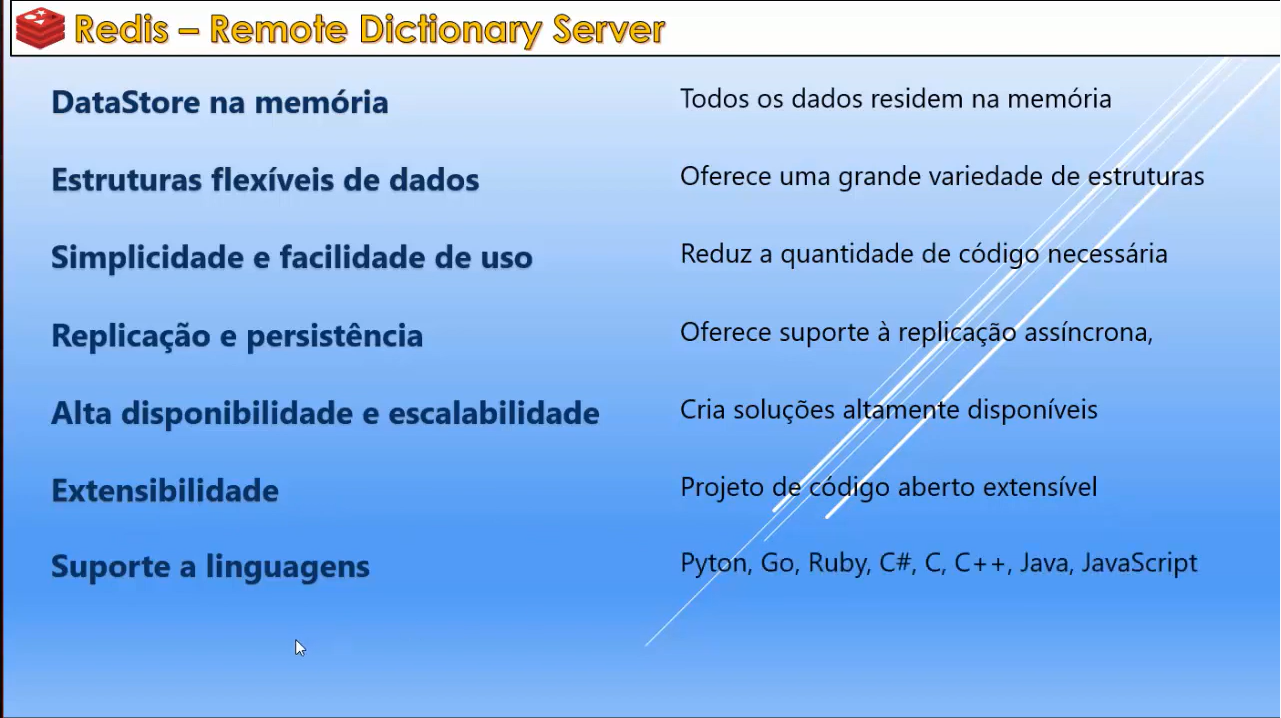 Redis – Remote Dictionary Server
DataStore na memória
Todos os dados residem na memória
Estruturas flexíveis de dados
Oferece uma grande variedade de estruturas
Simplicidade e facilidade de uso
Reduz a quantidade de código necessária
Replicação e persistência
Oferece suporte à replicação assíncrona,
Alta disponibilidade e escalabilidade
Cria soluções altamente disponíveis
Extensibilidade
Projeto de código aberto extensível
Suporte a linguagens
Pyton, Go, Ruby, C#, C, C++, Java, JavaScript